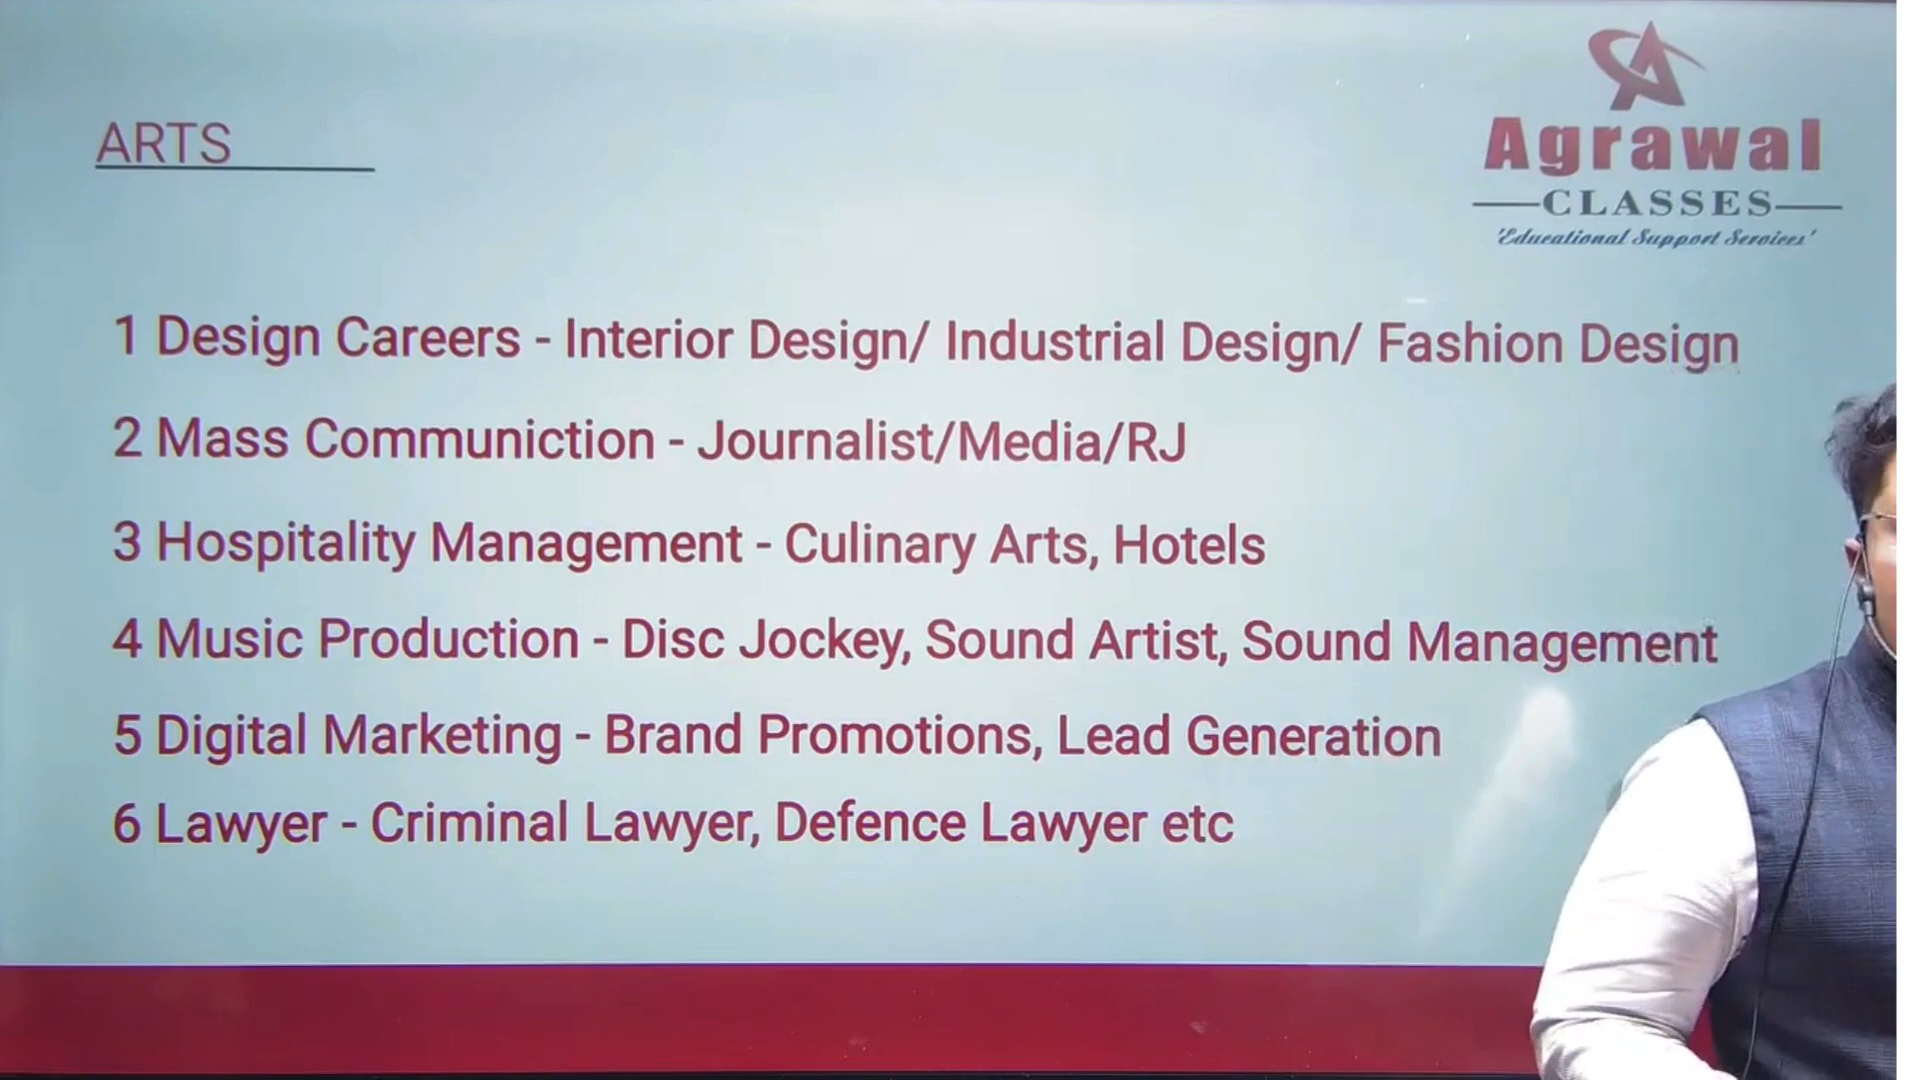 ARTS
Agrawal
CLASSES
'Educational Support Services'
1 Design Careers - Interior Design/ Industrial Design/ Fashion Design
2 Mass Communiction - Journalist/Media/RJ
3 Hospitality Management - Culinary Arts, Hotels
4 Music Production - Disc Jockey, Sound Artist, Sound Management
5 Digital Marketing - Brand Promotions, Lead Generation
6 Lawyer - Criminal Lawyer, Defence Lawyer etc